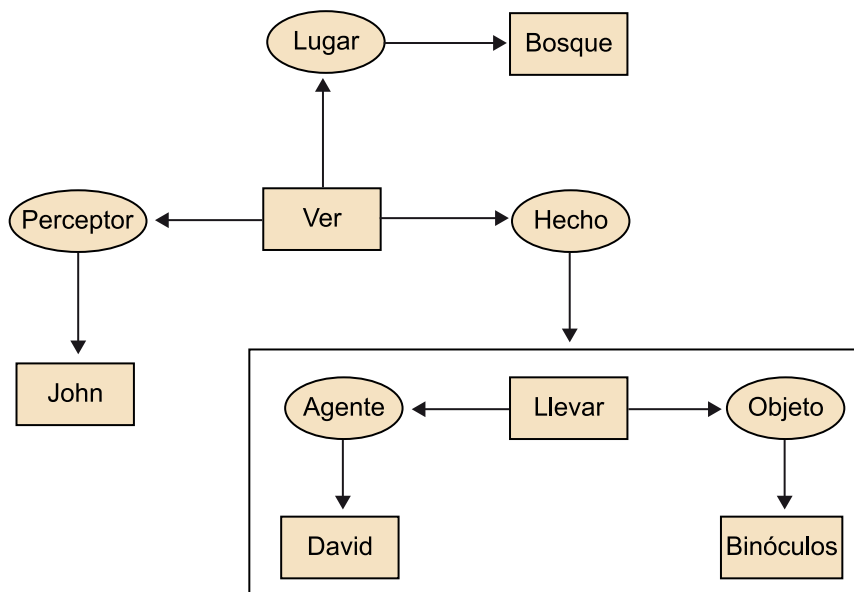 Lugar
Bosque
Perceptor
Ver
Hecho
John
Agente
Llevar
Objeto
David
Binóculos